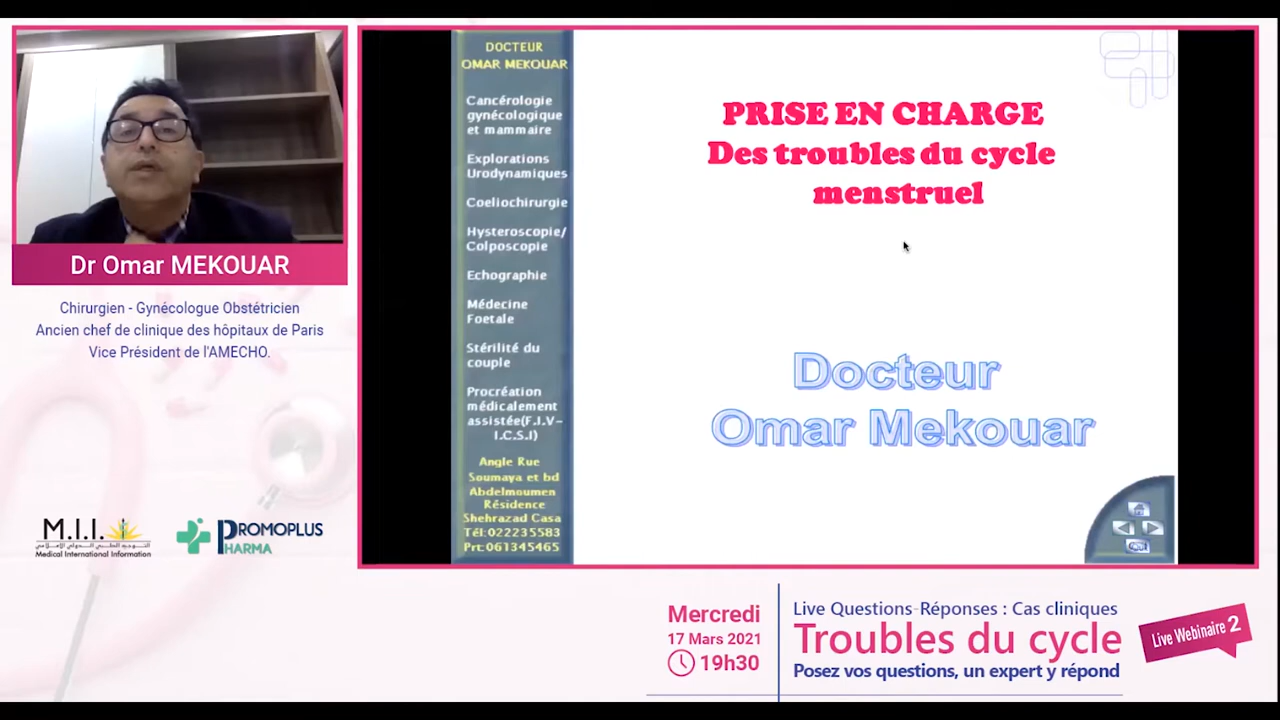 Dr Omar MEKOUAR
Chirurgien - Gynécologue Obstétricien
Ancien chef de clinique des hôpitaux de Paris
Vice Président de l'AMECHO.
M.I.I.
Medical International Information
PROMOPLUS
PHARMA
DOCTEUR
OMAR MEKOUAR
Cancérologie
gynécologique
et mammaire
Explorations
Urodynamiques
Coeliochirurgie
Hysteroscopie/
Colposcopie
Echographie
Médecine
Foetale
Stérilité du
couple
Procréation
médicalement
assistée(F.I.V-
I.C.S.I)
Angle Rue
Soumaya et bd
Abdelmoumen
Résidence
Shehrazad Casa
Tél:022235583
Prt:061345465
PRISE EN CHARGE
Des troubles du cycle
menstruel
Docteur
Omar Mekouar
Mercredi
17 Mars 2021
19h30
Live Questions-Réponses : Cas cliniques
Troubles du cycle
Posez vos questions, un expert y répond
Live Webinaire 2